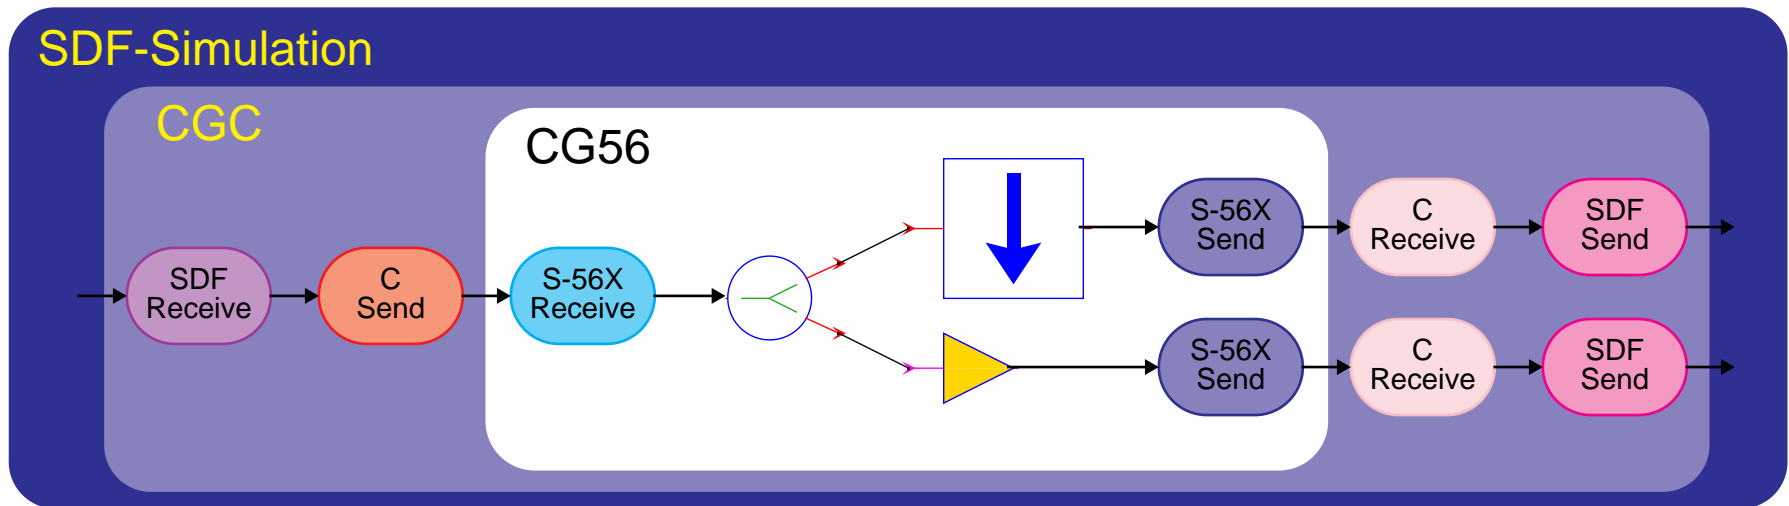 SDF-Simulation
CGC
CG56
SDF
Receive
C
Send
S-56X
Receive
S-56X
Send
C
Receive
SDF
Send
S-56X
Send
C
Receive
SDF
Send